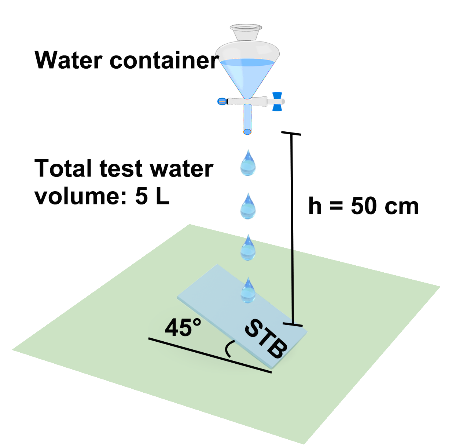 Water container
Total test water
volume: 5 L
h = 50 cm
45°
STB